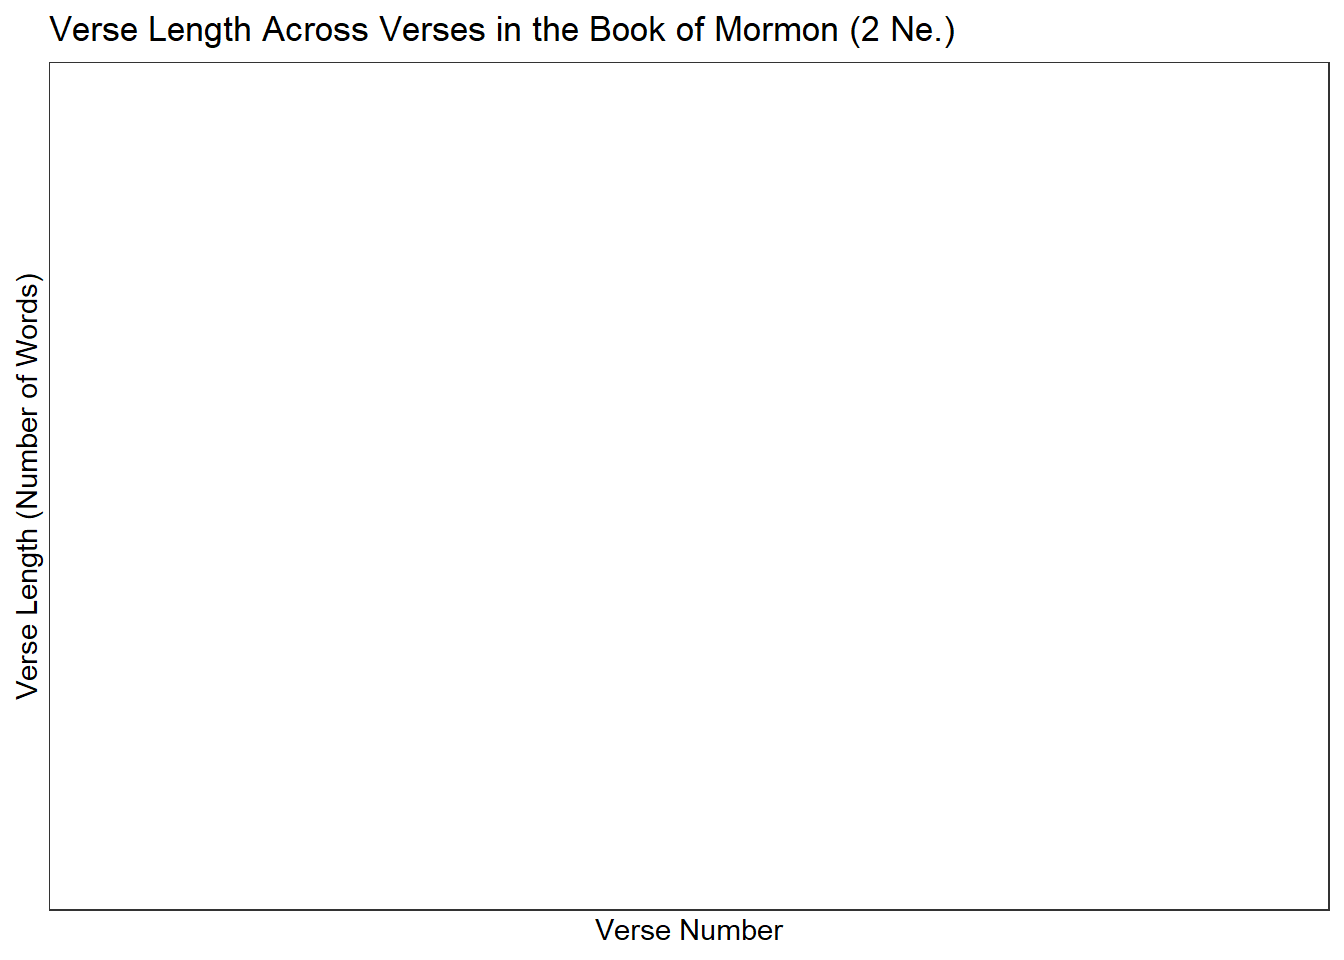 Verse Length Across Verses in the Book of Mormon (2 Ne.)
Verse Length (Number of Words)
Verse Number